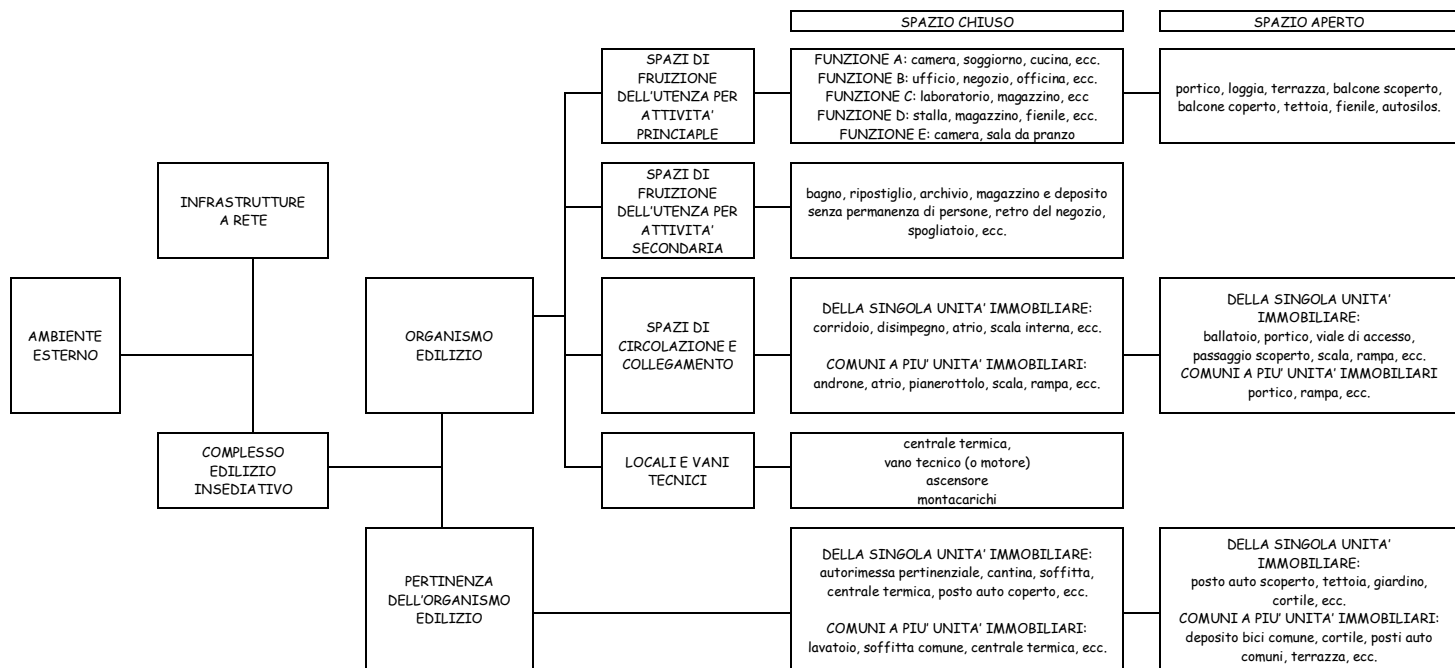 SPAZIO CHIUSO
SPAZIO APERTO
SPAZI DI
FRUIZIONE
DELL'UTENZA PER
ATTIVITA'
PRINCIAPLE
FUNZIONE A: camera, soggiorno, cucina, ecc.
FUNZIONE B: ufficio, negozio, officina, ecc.
FUNZIONE C: laboratorio, magazzino, ecc
FUNZIONE D: stalla, magazzino, fienile, ecc.
FUNZIONE E: camera, sala da pranzo
portico, loggia, terrazza, balcone scoperto,
balcone coperto, tettoia, fienile, autosilos.
INFRASTRUTTURE
A RETE
SPAZI DI
FRUIZIONE
DELL'UTENZA PER
ATTIVITA'
SECONDARIA
bagno, ripostiglio, archivio, magazzino e deposito
senza permanenza di persone, retro del negozio,
spogliatoio, ecc.
AMBIENTE
ESTERNO
ORGANISMO
EDILIZIO
SPAZI DI
CIRCOLAZIONE E
COLLEGAMENTO
DELLA SINGOLA UNITA' IMMOBILIARE:
corridoio, disimpegno, atrio, scala interna, ecc.
COMUNI A PIU' UNITA' IMMOBILIARI:
androne, atrio, pianerottolo, scala, rampa, ecc.
DELLA SINGOLA UNITA'
IMMOBILIARE:
ballatoio, portico, viale di accesso,
passaggio scoperto, scala, rampa, ecc.
COMUNI A PIU' UNITA' IMMOBILIARI
portico, rampa, ecc.
COMPLESSO
EDILIZIO
INSEDIATIVO
LOCALI E VANI
TECNICI
centrale termica,
vano tecnico (o motore)
ascensore
montacarichi
PERTINENZA
DELL'ORGANISMO
EDILIZIO
DELLA SINGOLA UNITA' IMMOBILIARE:
autorimessa pertinenziale, cantina, soffitta,
centrale termica, posto auto coperto, ecc.
COMUNI A PIU' UNITA' IMMOBILIARI:
lavatoio, soffitta comune, centrale termica, ecc.
DELLA SINGOLA UNITA'
IMMOBILIARE:
posto auto scoperto, tettoia, giardino,
cortile, ecc.
COMUNI A PIU' UNITA' IMMOBILIARI:
deposito bici comune, cortile, posti auto
comuni, terrazza, ecc.